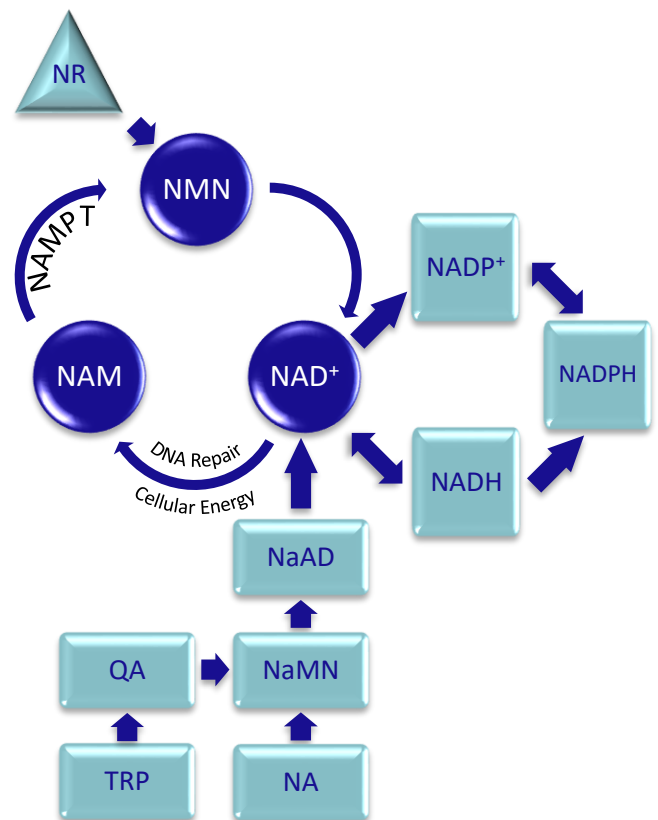 NR
NMN
NAMPT
NADP⁺
NADPH
NAM
NAD⁺
DNA Repair
Cellular Energy
NADH
NaAD
QA
NaMN
TRP
NA